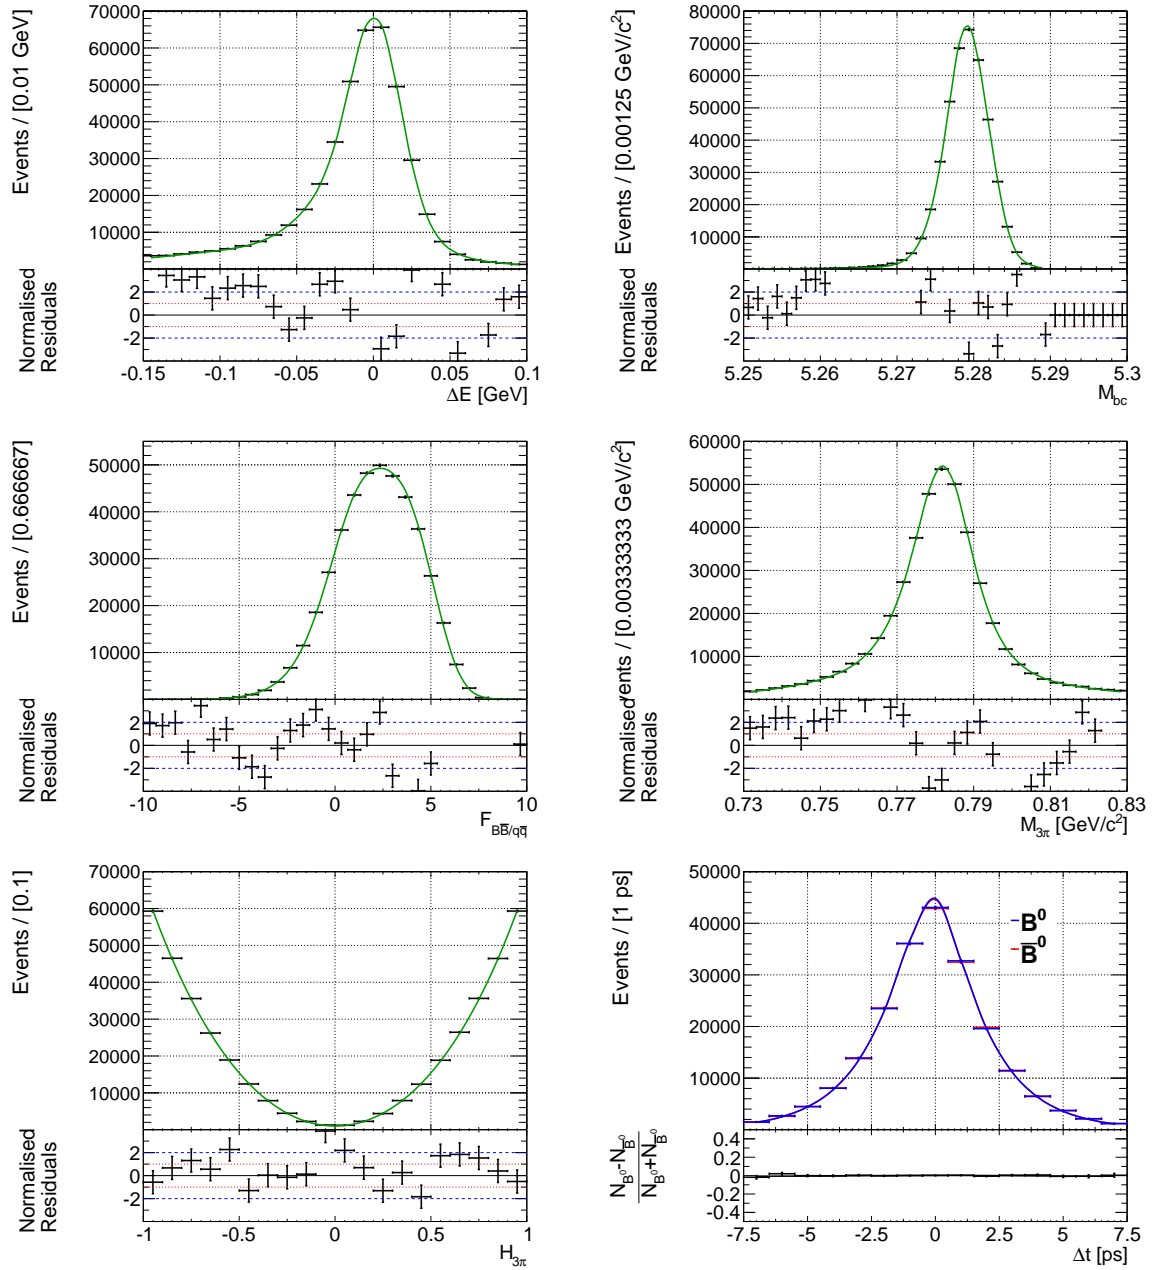 Events / [0.01 GeV]
70000
60000
50000
40000
30000
20000
10000
Normalised
Residuals
2
0
-2
-0.15 -0.05 0 0.05 0.1
ΔE [GeV]
Events / [0.00125 GeV/c²]
80000
70000
60000
50000
40000
30000
20000
10000
Normalised
Residuals
2
0
-2
5.25 5.26 5.27 5.28 5.29 5.3
M_bc
Events / [0.666667]
50000
40000
30000
20000
10000
Normalised
Residuals
2
0
-2
-10 -5 0 5 10
F_BB̅/qq̅
vents / [0.00333333 GeV/c²]
60000
50000
40000
30000
20000
10000
Normalised
Residuals
2
0
-2
0.73 0.75 0.77 0.79 0.81 0.83
M_3π [GeV/c²]
Events / [0.1]
70000
60000
50000
40000
30000
20000
10000
Normalised
Residuals
2
0
-2
-1 -0.5 0 0.5 1
H_3π
Events / [1 ps]
50000
40000
30000
20000
10000
B⁰
B̅⁰
N_B⁰-N_B̅⁰
N_B⁰+N_B̅⁰
0.4
0.2
0
-0.2
-0.4
-7.5 -5 -2.5 0 2.5 5 7.5
Δt [ps]